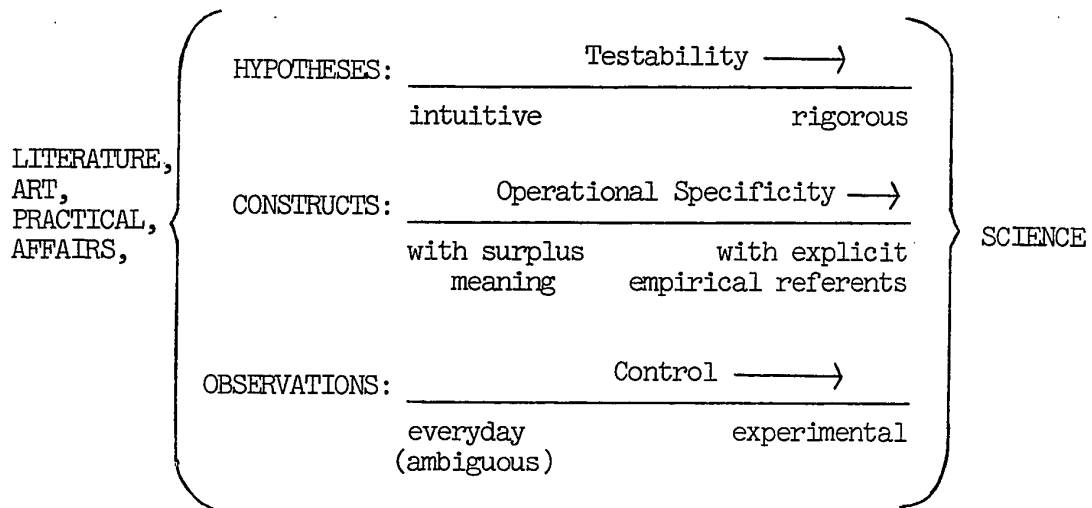 HYPOTHESES: Testability
intuitive rigorous
LITERATURE,
ART,
PRACTICAL,
AFFAIRS,
CONSTRUCTS: Operational Specificity
with surplus with explicit
meaning empirical referents
SCIENCE
OBSERVATIONS: Control
everyday experimental
(ambiguous)